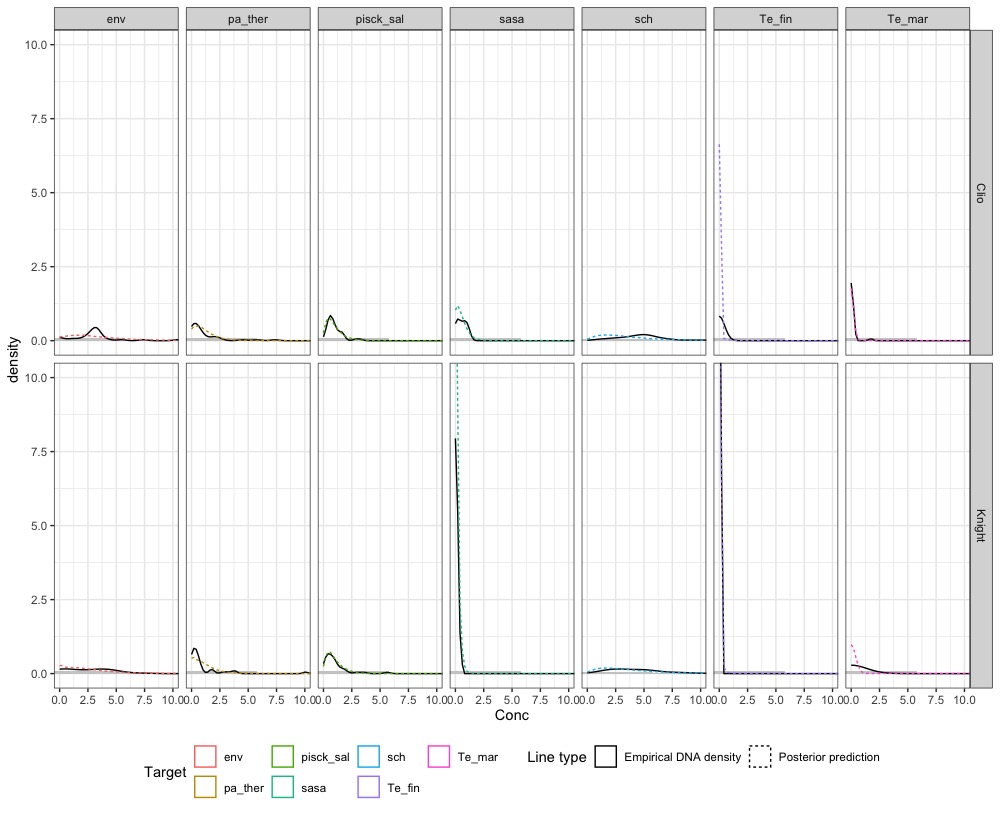 env pa_ther pisck_sal sasa sch Te_fin Te_mar
10.0
7.5
5.0
2.5
0.0
Clio
10.0
7.5
5.0
2.5
0.0
Knight
density
0.0 2.5 5.0 7.5 10.0 0.0 2.5 5.0 7.5 10.0 0.0 2.5 5.0 7.5 10.0 0.0 2.5 5.0 7.5 10.0 0.0 2.5 5.0 7.5 10.0 0.0 2.5 5.0 7.5 10.0 0.0 2.5 5.0 7.5 10.0
Conc
Target env pisck_sal sch Te_mar Line type Empirical DNA density Posterior prediction
pa_ther sasa Te_fin